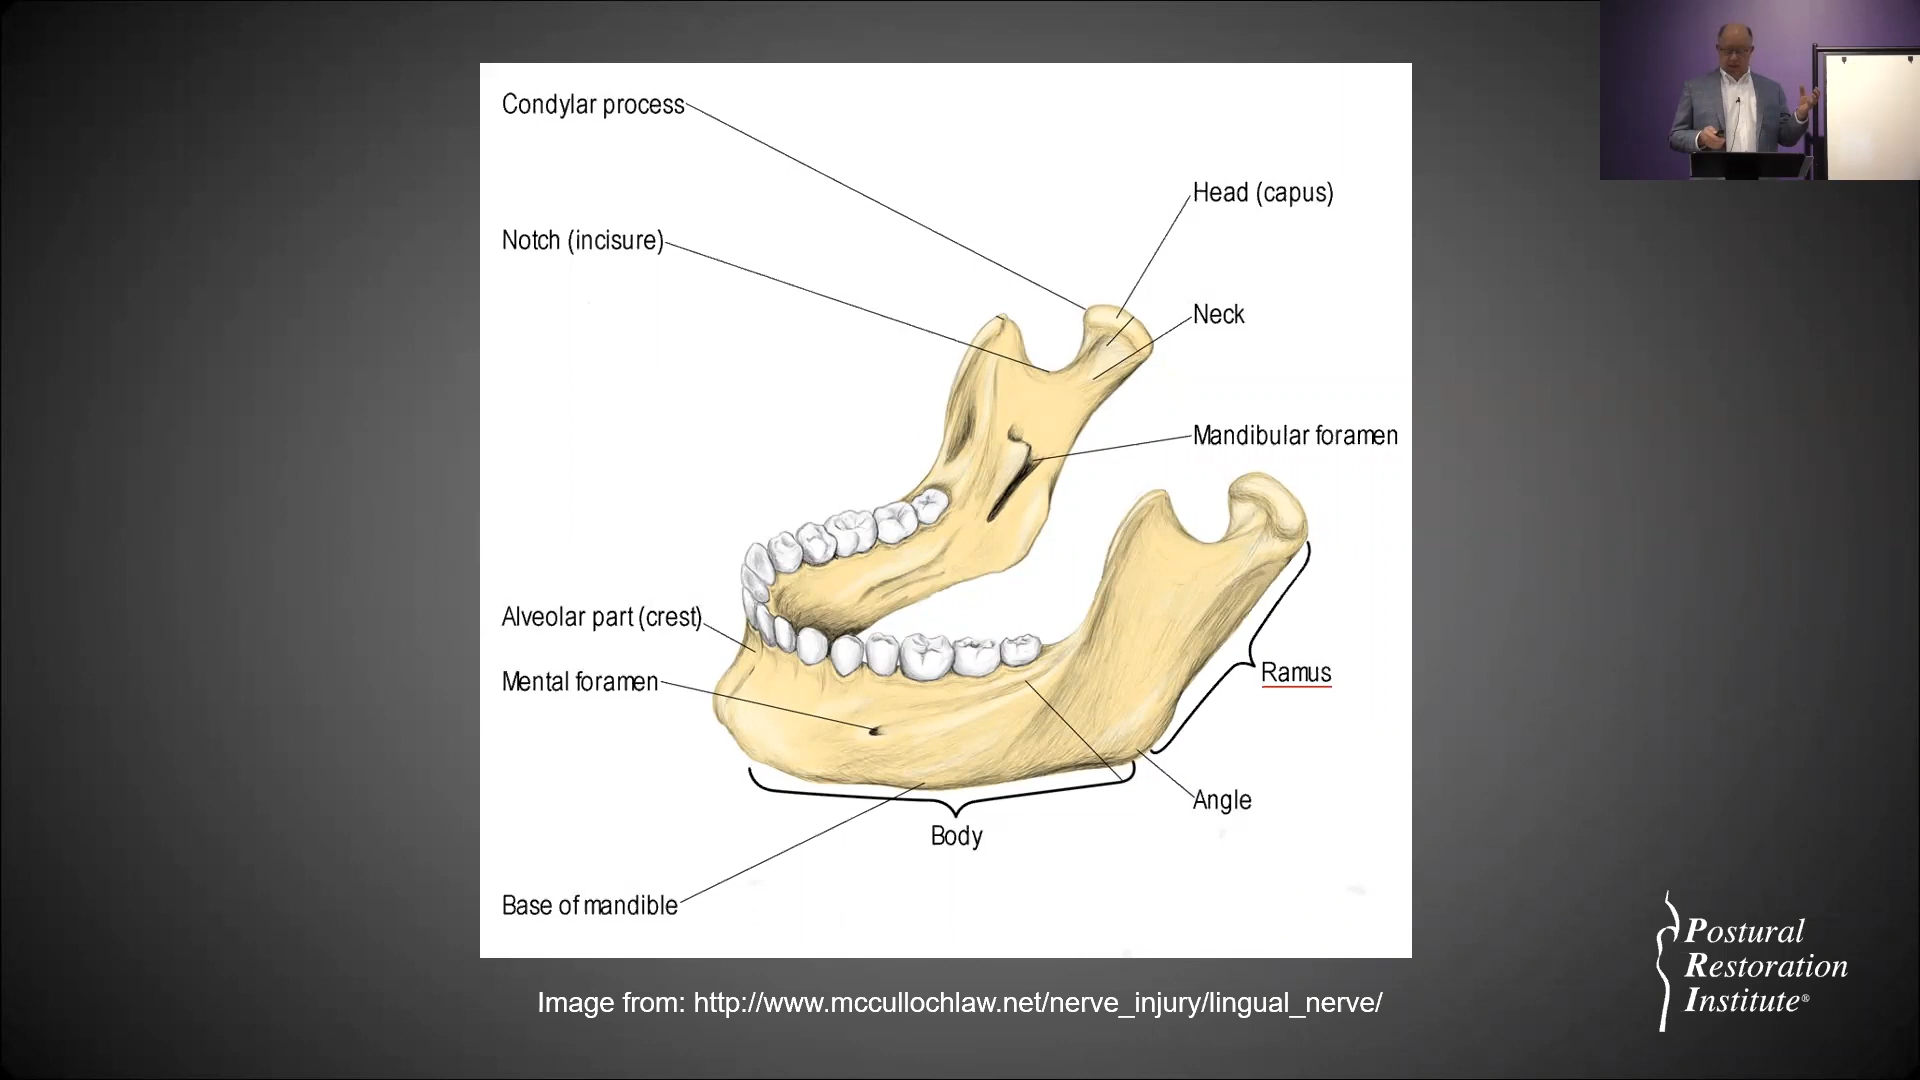 Condylar process
Head (capus)
Notch (incisure)
Neck
Mandibular foramen
Alveolar part (crest)
Mental foramen
Ramus
Angle
Body
Base of mandible
Image from: http://www.mccullochlaw.net/nerve_injury/lingual_nerve/
Postural
Restoration
Institute®